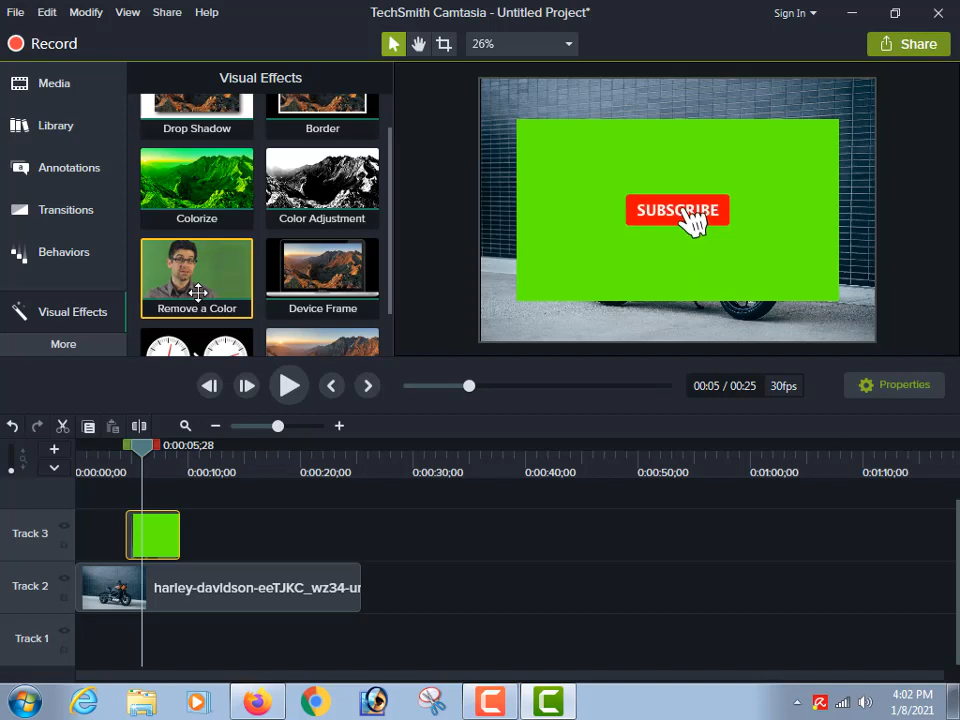 File Edit Modify View Share Help
TechSmith Camtasia - Untitled Project*
Sign In
Record
26%
Share
Media
Library
Annotations
Transitions
Behaviors
Visual Effects
More
Visual Effects
Drop Shadow
Border
Colorize
Color Adjustment
Remove a Color
Device Frame
SUBSCRIBE
00:05 / 00:25
30fps
Properties
0:00:05;28
0:00:00;00
0:00:10;00
0:00:20;00
0:00:30;00
0:00:40;00
0:00:50;00
0:01:00;00
0:01:10;00
Track 3
Track 2
harley-davidson-eeTJKC_wz34-un
Track 1
4:02 PM
1/8/2021